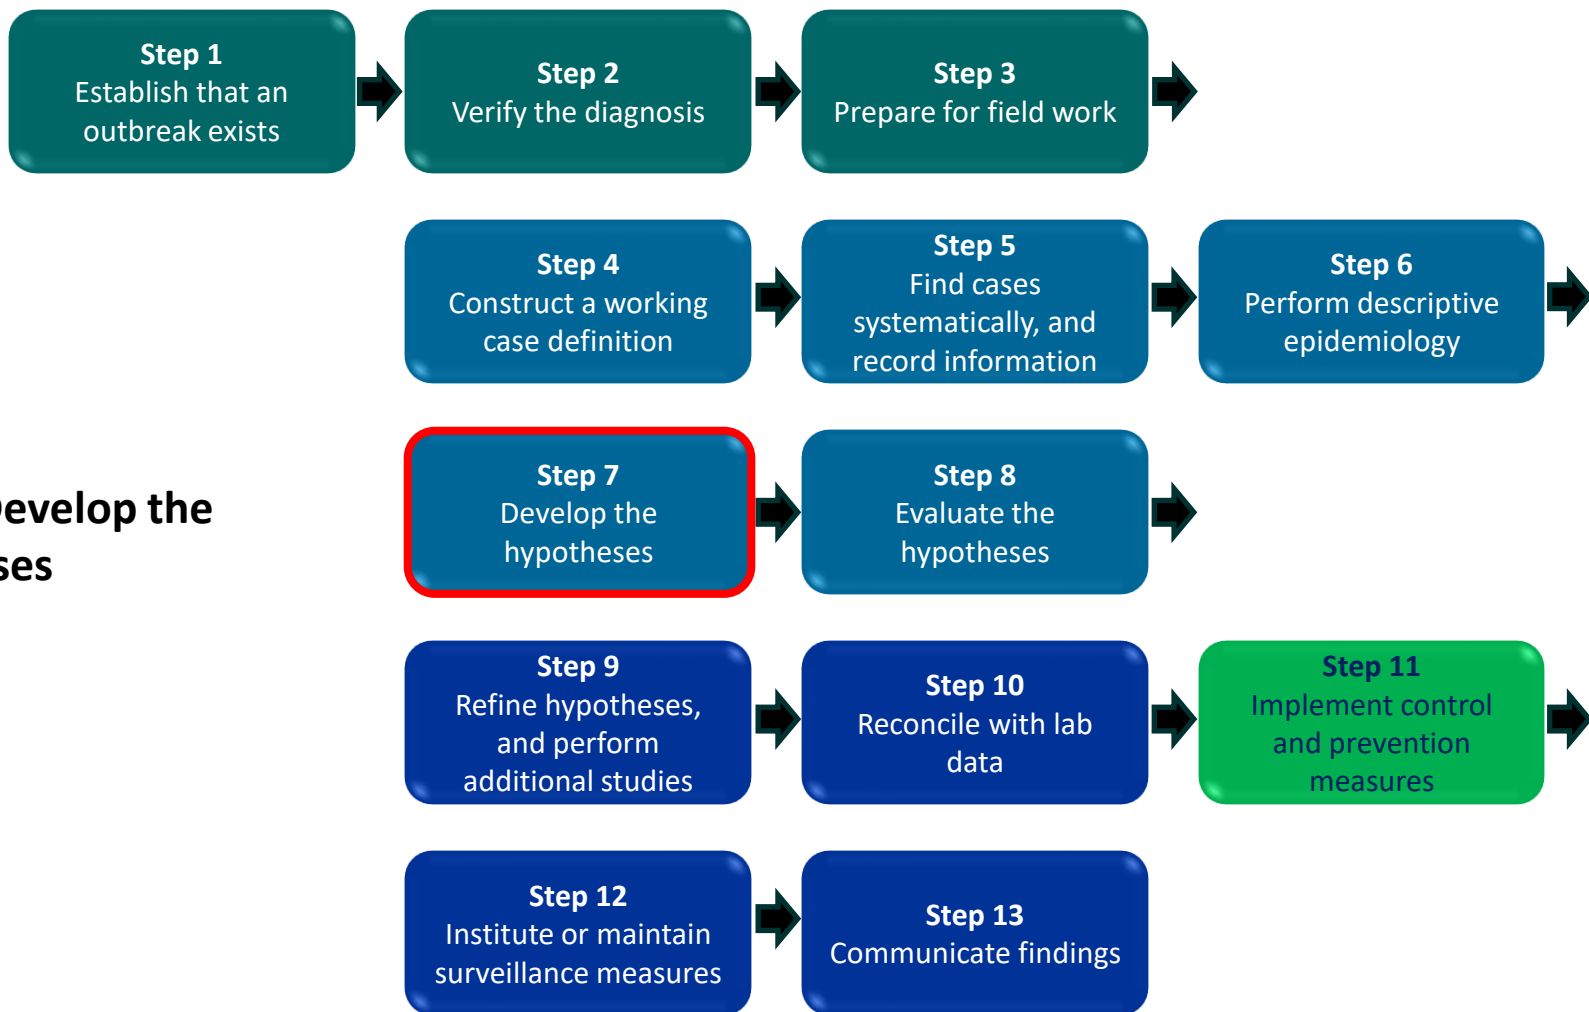 Step 1
Establish that an
outbreak exists
Step 2
Verify the diagnosis
Step 3
Prepare for field work
Step 4
Construct a working
case definition
Step 5
Find cases
systematically, and
record information
Step 6
Perform descriptive
epidemiology
evelop the
ses
Step 7
Develop the
hypotheses
Step 8
Evaluate the
hypotheses
Step 9
Refine hypotheses,
and perform
additional studies
Step 10
Reconcile with lab
data
Step 11
Implement control
and prevention
measures
Step 12
Institute or maintain
surveillance measures
Step 13
Communicate findings